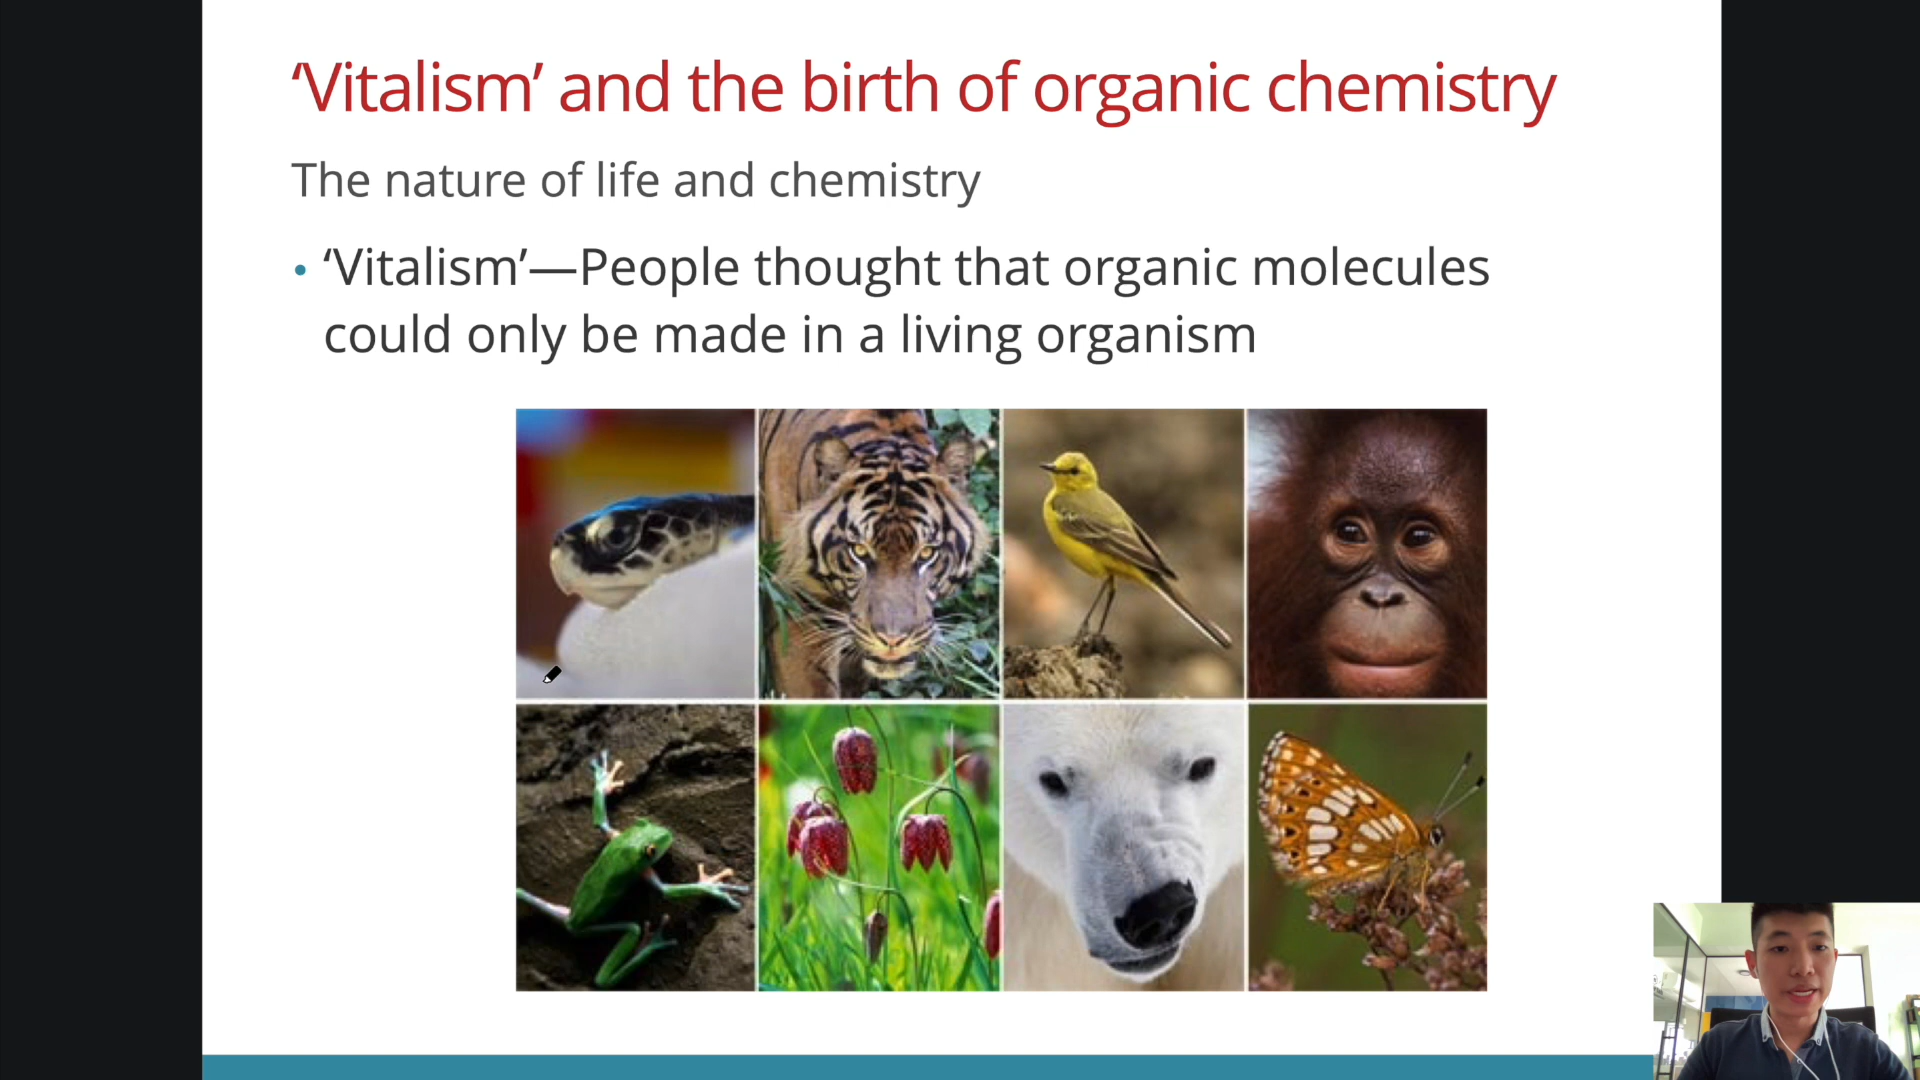 ‘Vitalism’ and the birth of organic chemistry
The nature of life and chemistry
• ‘Vitalism’—People thought that organic molecules
could only be made in a living organism